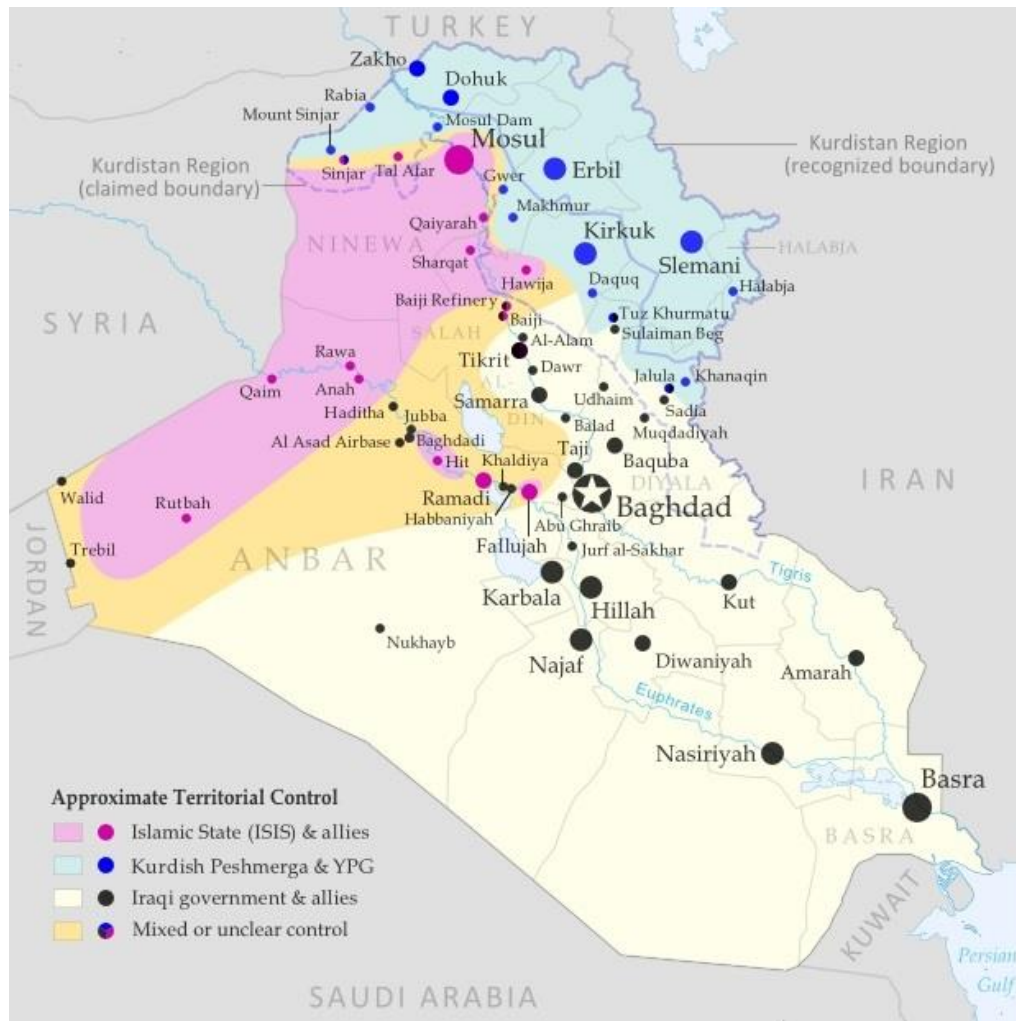 TURKEY
Zakho
Dohuk
Rabia
Mount Sinjar
Mosul Dam
Mosul
Kurdistan Region
(recognized boundary)
Kurdistan Region
(claimed boundary)
Sinjar
Tal Afar
Gwer
Erbil
Makhmur
Qaiyarah
Kirkuk
NINEWA
Sharqat
Slemani
HALABJA
Hawija
Daquq
Halabja
Baiji Refinery
SYRIA
Baiji
Tuz Khurmatu
SALAH
Al-Alam
Sulaiman Beg
Rawa
Tikrit
Dawr
Qaim
Anah
AL-
Jalula
Khanaqin
Samarra
Udhaim
Haditha
Jubba
DIN
Sadia
Balad
Muqdadiyah
Al Asad Airbase
Baghdadi
Taji
Hit
Khaldiya
Baquba
IRAN
Walid
Rutbah
Ramadi
DIYALA
Baghdad
Habbaniyah
Abu Ghraib
JORDAN
Trebil
ANBAR
Fallujah
Jurf al-Sakhar
Tigris
Karbala
Hillah
Kut
Nukhayb
Najaf
Diwaniyah
Amarah
Euphrates
Nasiriyah
Basra
Approximate Territorial Control
Islamic State (ISIS) & allies
BASRA
Kurdish Peshmerga & YPG
Iraqi government & allies
KUWAIT
Mixed or unclear control
Persian
Gulf
SAUDI ARABIA